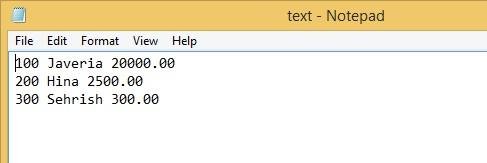 text - Notepad
File Edit Format View Help
100 Javeria 20000.00
200 Hina 2500.00
300 Sehrish 300.00